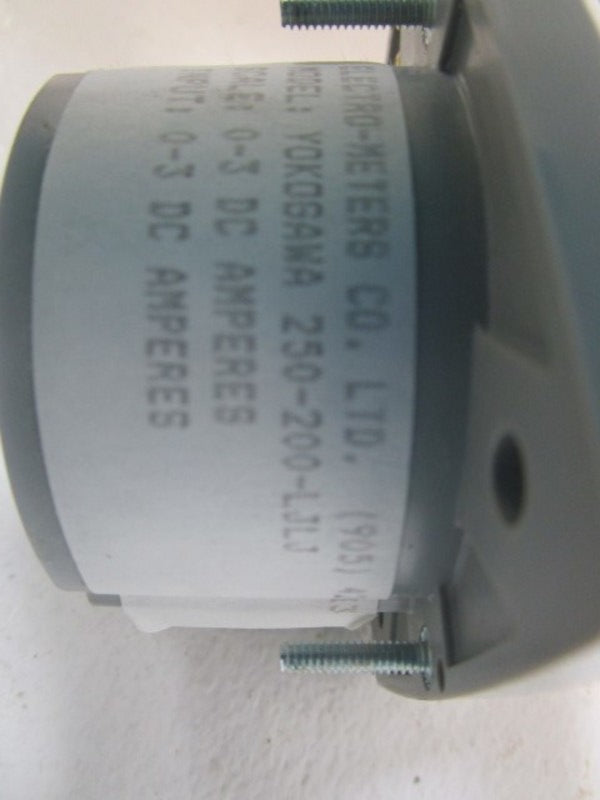 ELECTRO-METERS CO. LTD. (905) 413
MODEL: YOKOGAWA 250-200-LJLJ
SCALE: 0-3 DC AMPERES
INPUT: 0-3 DC AMPERES